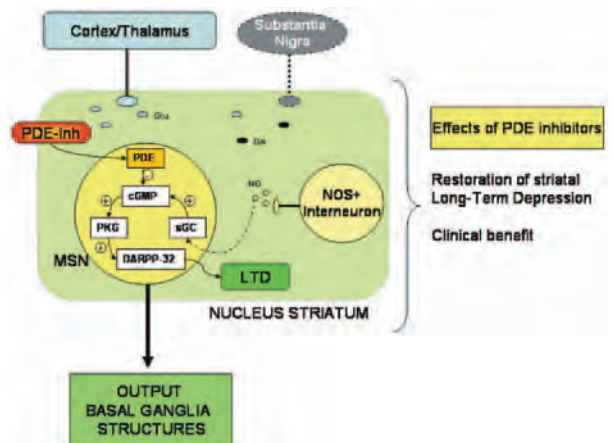 Cortex/Thalamus
Substantia
Nigra
Glu
DA
PDE-Inh
PDE
-
cGMP
+
+
PKG
sGC
+
DARPP-32
MSN
NO
NOS+
Interneuron
LTD
NUCLEUS STRIATUM
OUTPUT
BASAL GANGLIA
STRUCTURES
Effects of PDE inhibitors
Restoration of striatal
Long-Term Depression
Clinical benefit